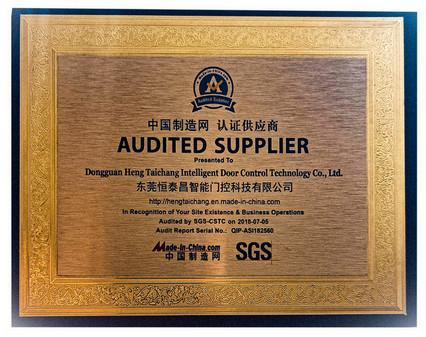 Audited Supplier
中国制造网 认证供应商
AUDITED SUPPLIER
Presented To
Dongguan Heng Taichang Intelligent Door Control Technology Co., Ltd.
东莞恒泰昌智能门控科技有限公司
http://hengtaichang.en.made-in-china.com
In Recognition of Your Site Existence & Business Operations
Audited by SGS-CSTC on 2018-07-05
Audit Report Serial No.: QIP-ASI182560
Made-in-China.com
中国制造网
SGS